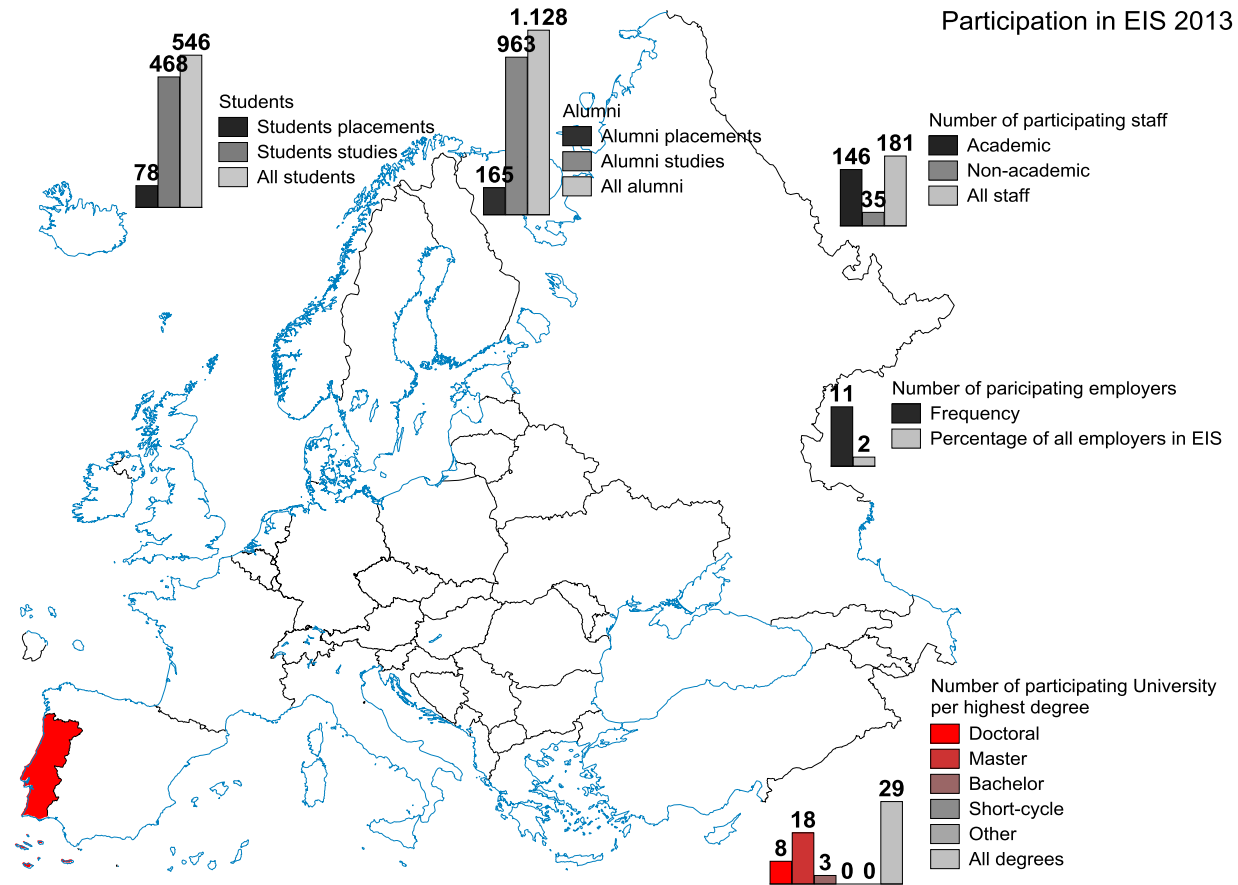 Participation in EIS 2013
546
468
78
Students
Students placements
Students studies
All students
1.128
963
165
Alumni
Alumni placements
Alumni studies
All alumni
Number of participating staff
Academic
Non-academic
All staff
146
35
181
Number of paricipating employers
Frequency
Percentage of all employers in EIS
11
2
Number of participating University
per highest degree
Doctoral
Master
Bachelor
Short-cycle
Other
All degrees
8
18
3
0
0
29